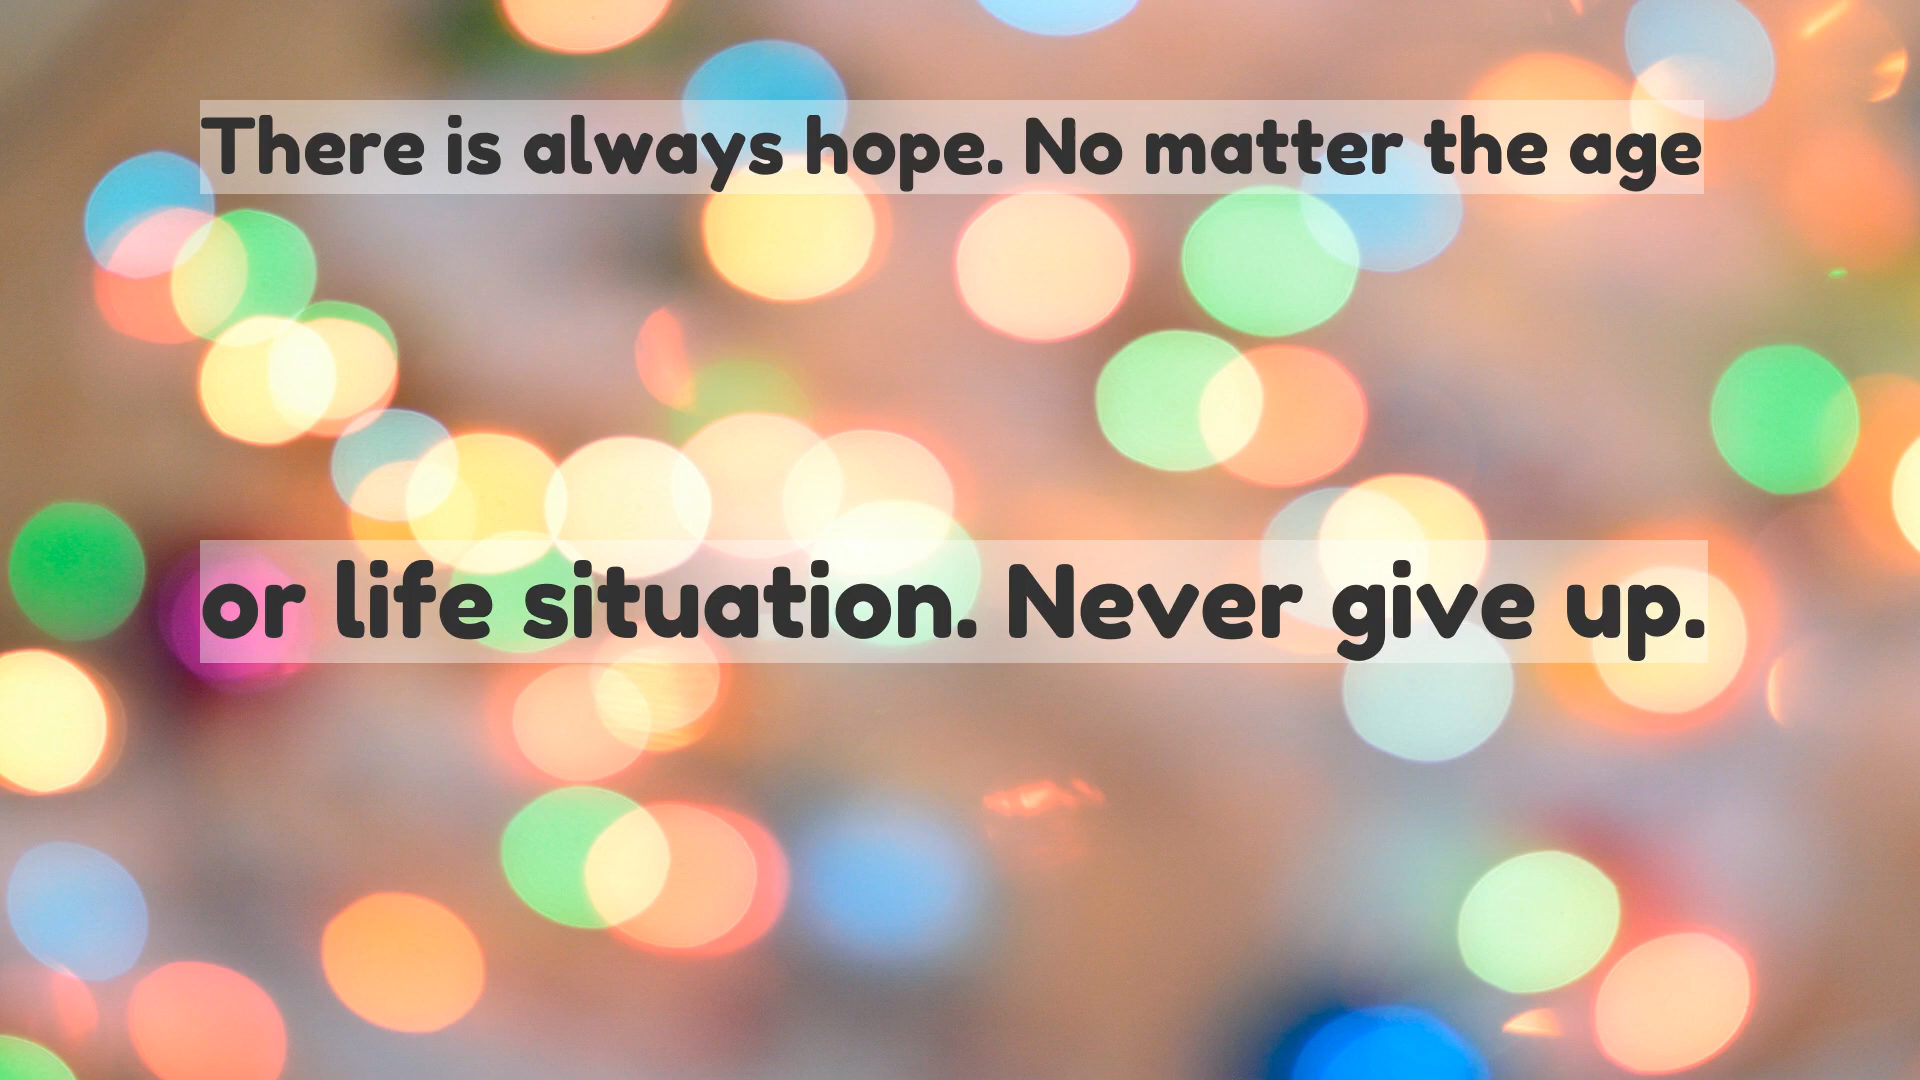 There is always hope. No matter the age
or life situation. Never give up.